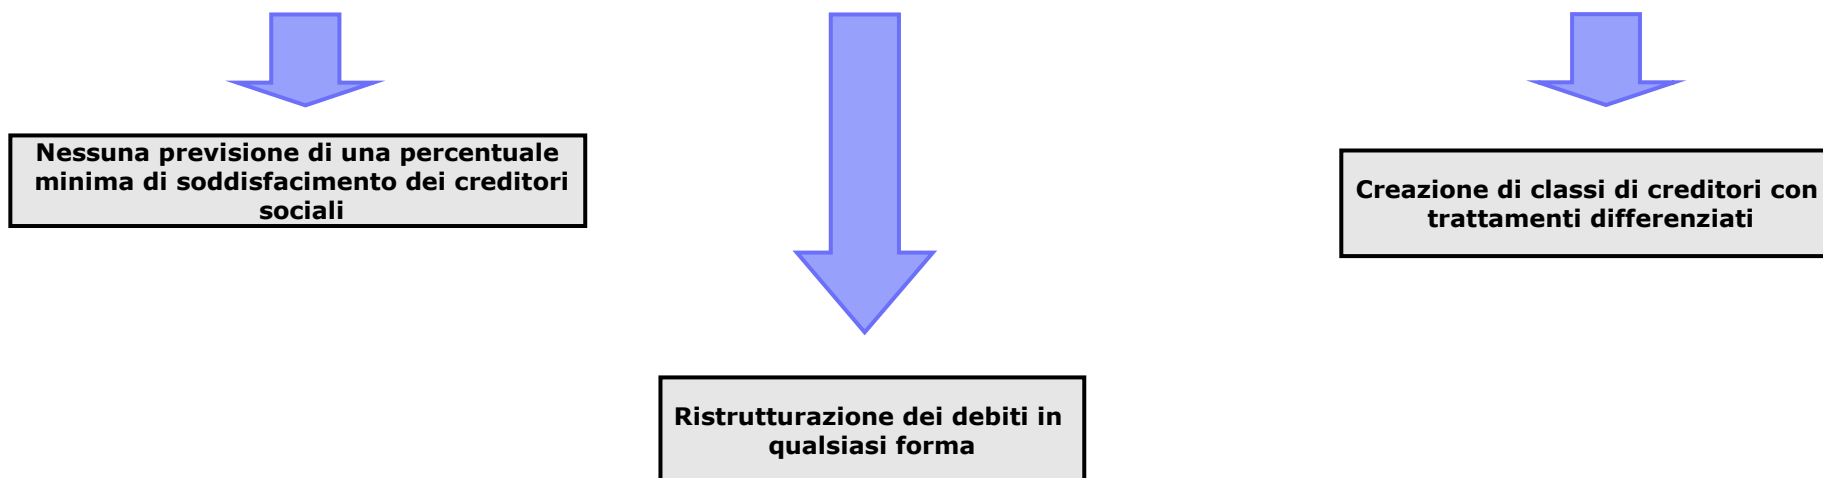 Nessuna previsione di una percentuale
minima di soddisfacimento dei creditori
sociali
Creazione di classi di creditori con
trattamenti differenziati
Ristrutturazione dei debiti in
qualsiasi forma